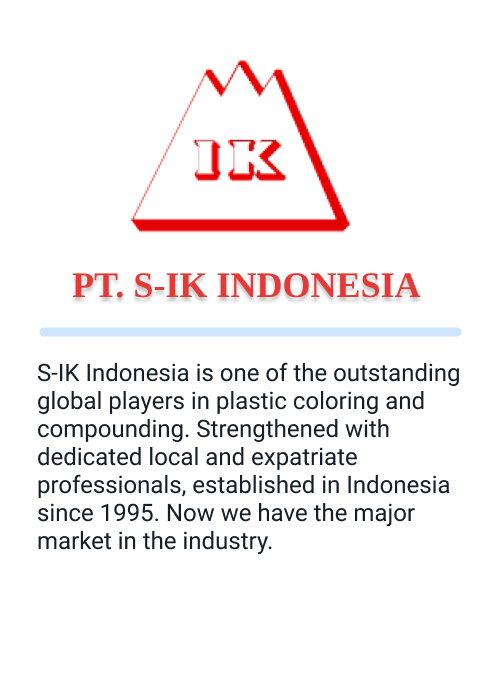 IK
PT. S-IK INDONESIA
S-IK Indonesia is one of the outstanding
global players in plastic coloring and
compounding. Strengthened with
dedicated local and expatriate
professionals, established in Indonesia
since 1995. Now we have the major
market in the industry.